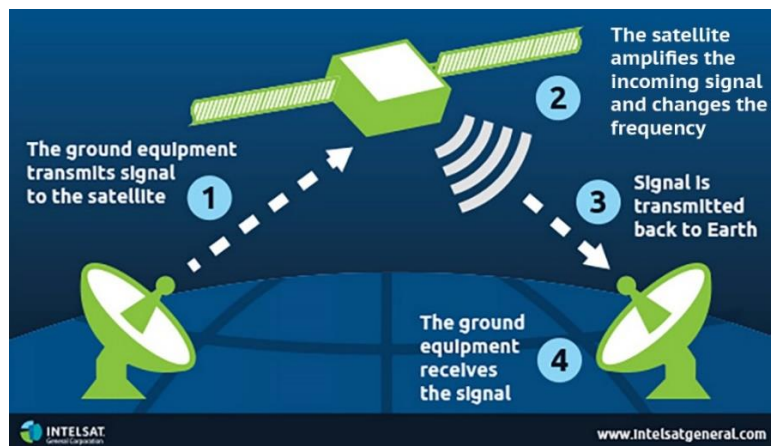 The ground equipment
transmits signal
to the satellite
1
The satellite
amplifies the
incoming signal
and changes the
frequency
2
3
Signal is
transmitted
back to Earth
The ground
equipment
receives
the signal
4
INTELSAT
General Corporation
www.intelsatgeneral.com